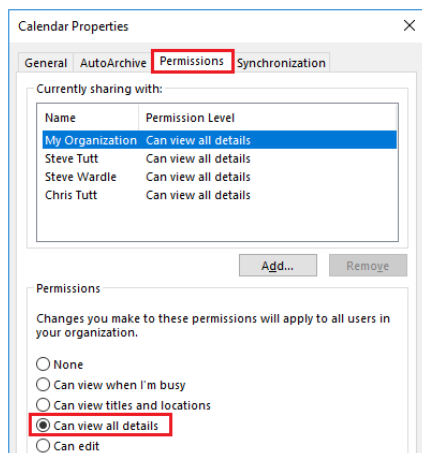 Calendar Properties
General AutoArchive Permissions Synchronization
Currently sharing with:
Name Permission Level
My Organization Can view all details
Steve Tutt Can view all details
Steve Wardle Can view all details
Chris Tutt Can view all details
Add... Remove
Permissions
Changes you make to these permissions will apply to all users in
your organization.
None
Can view when I'm busy
Can view titles and locations
Can view all details
Can edit